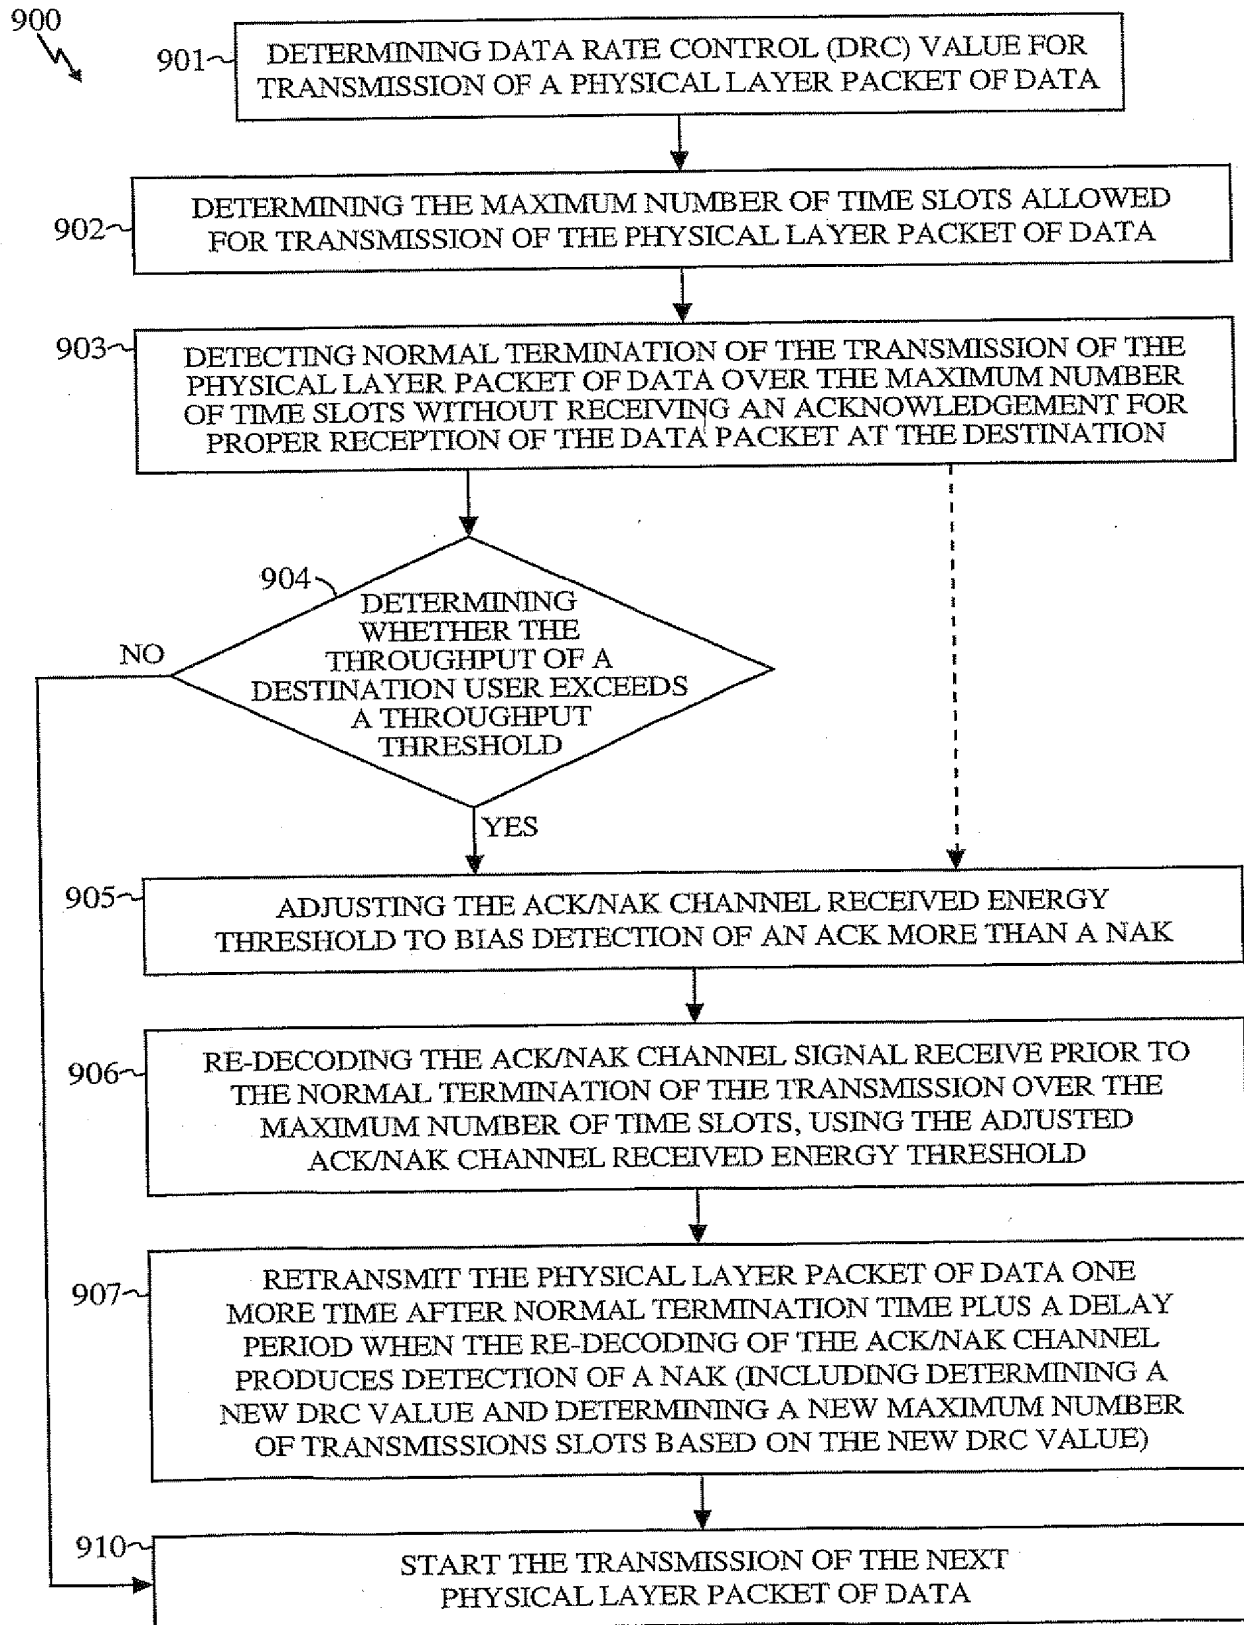 900
901
DETERMINING DATA RATE CONTROL (DRC) VALUE FOR
TRANSMISSION OF A PHYSICAL LAYER PACKET OF DATA
902
DETERMINING THE MAXIMUM NUMBER OF TIME SLOTS ALLOWED
FOR TRANSMISSION OF THE PHYSICAL LAYER PACKET OF DATA
903
DETECTING NORMAL TERMINATION OF THE TRANSMISSION OF THE
PHYSICAL LAYER PACKET OF DATA OVER THE MAXIMUM NUMBER
OF TIME SLOTS WITHOUT RECEIVING AN ACKNOWLEDGEMENT FOR
PROPER RECEPTION OF THE DATA PACKET AT THE DESTINATION
904
DETERMINING
WHETHER THE
THROUGHPUT OF A
DESTINATION USER EXCEEDS
A THROUGHPUT
THRESHOLD
NO
YES
905
ADJUSTING THE ACK/NAK CHANNEL RECEIVED ENERGY
THRESHOLD TO BIAS DETECTION OF AN ACK MORE THAN A NAK
906
RE-DECODING THE ACK/NAK CHANNEL SIGNAL RECEIVE PRIOR TO
THE NORMAL TERMINATION OF THE TRANSMISSION OVER THE
MAXIMUM NUMBER OF TIME SLOTS, USING THE ADJUSTED
ACK/NAK CHANNEL RECEIVED ENERGY THRESHOLD
907
RETRANSMIT THE PHYSICAL LAYER PACKET OF DATA ONE
MORE TIME AFTER NORMAL TERMINATION TIME PLUS A DELAY
PERIOD WHEN THE RE-DECODING OF THE ACK/NAK CHANNEL
PRODUCES DETECTION OF A NAK (INCLUDING DETERMINING A
NEW DRC VALUE AND DETERMINING A NEW MAXIMUM NUMBER
OF TRANSMISSIONS SLOTS BASED ON THE NEW DRC VALUE)
910
START THE TRANSMISSION OF THE NEXT
PHYSICAL LAYER PACKET OF DATA